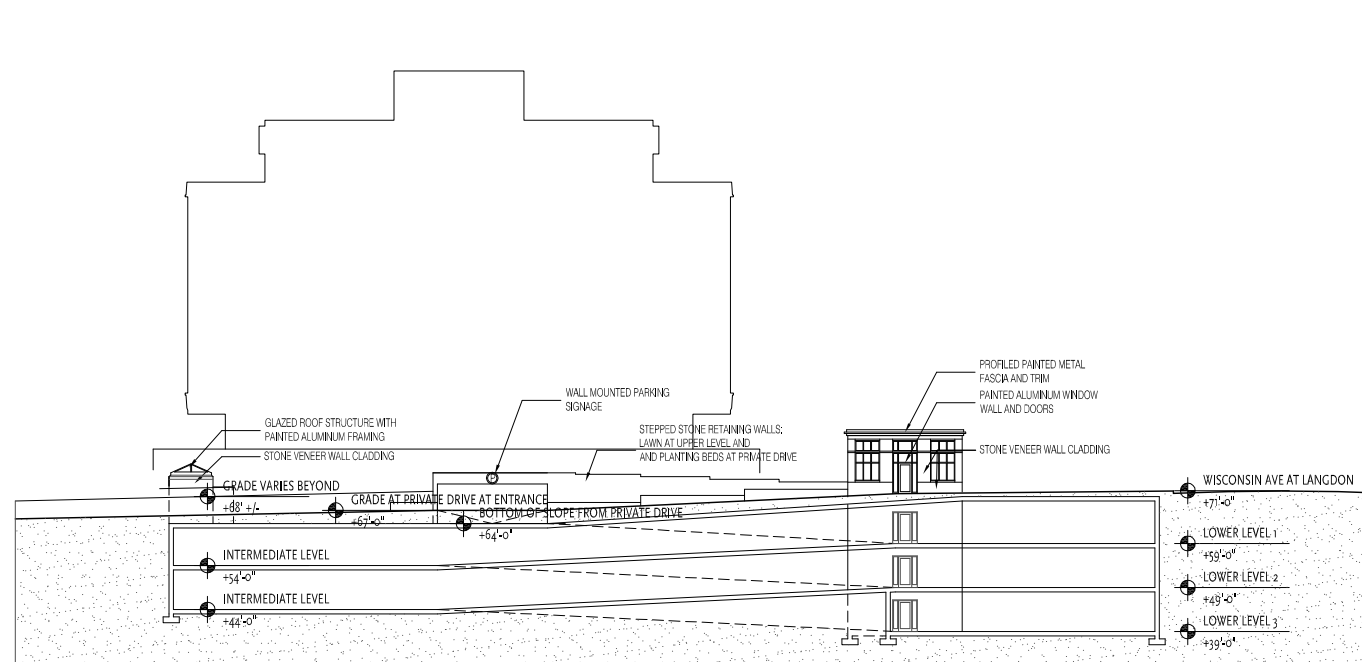 PROFILED PAINTED METAL
FASCIA AND TRIM
PAINTED ALUMINUM WINDOW
WALL AND DOORS
WALL MOUNTED PARKING
SIGNAGE
GLAZED ROOF STRUCTURE WITH
PAINTED ALUMINUM FRAMING
STEPPED STONE RETAINING WALLS;
LAWN AT UPPER LEVEL AND
AND PLANTING BEDS AT PRIVATE DRIVE
STONE VENEER WALL CLADDING
STONE VENEER WALL CLADDING
GRADE VARIES BEYOND
+68' +/-
GRADE AT PRIVATE DRIVE AT ENTRANCE
+67'-0"
BOTTOM OF SLOPE FROM PRIVATE DRIVE
+64'-0"
WISCONSIN AVE AT LANGDON
+71'-0"
LOWER LEVEL 1
+59'-0"
INTERMEDIATE LEVEL
+54'-0"
LOWER LEVEL 2
+49'-0"
INTERMEDIATE LEVEL
+44'-0"
LOWER LEVEL 3
+39'-0"